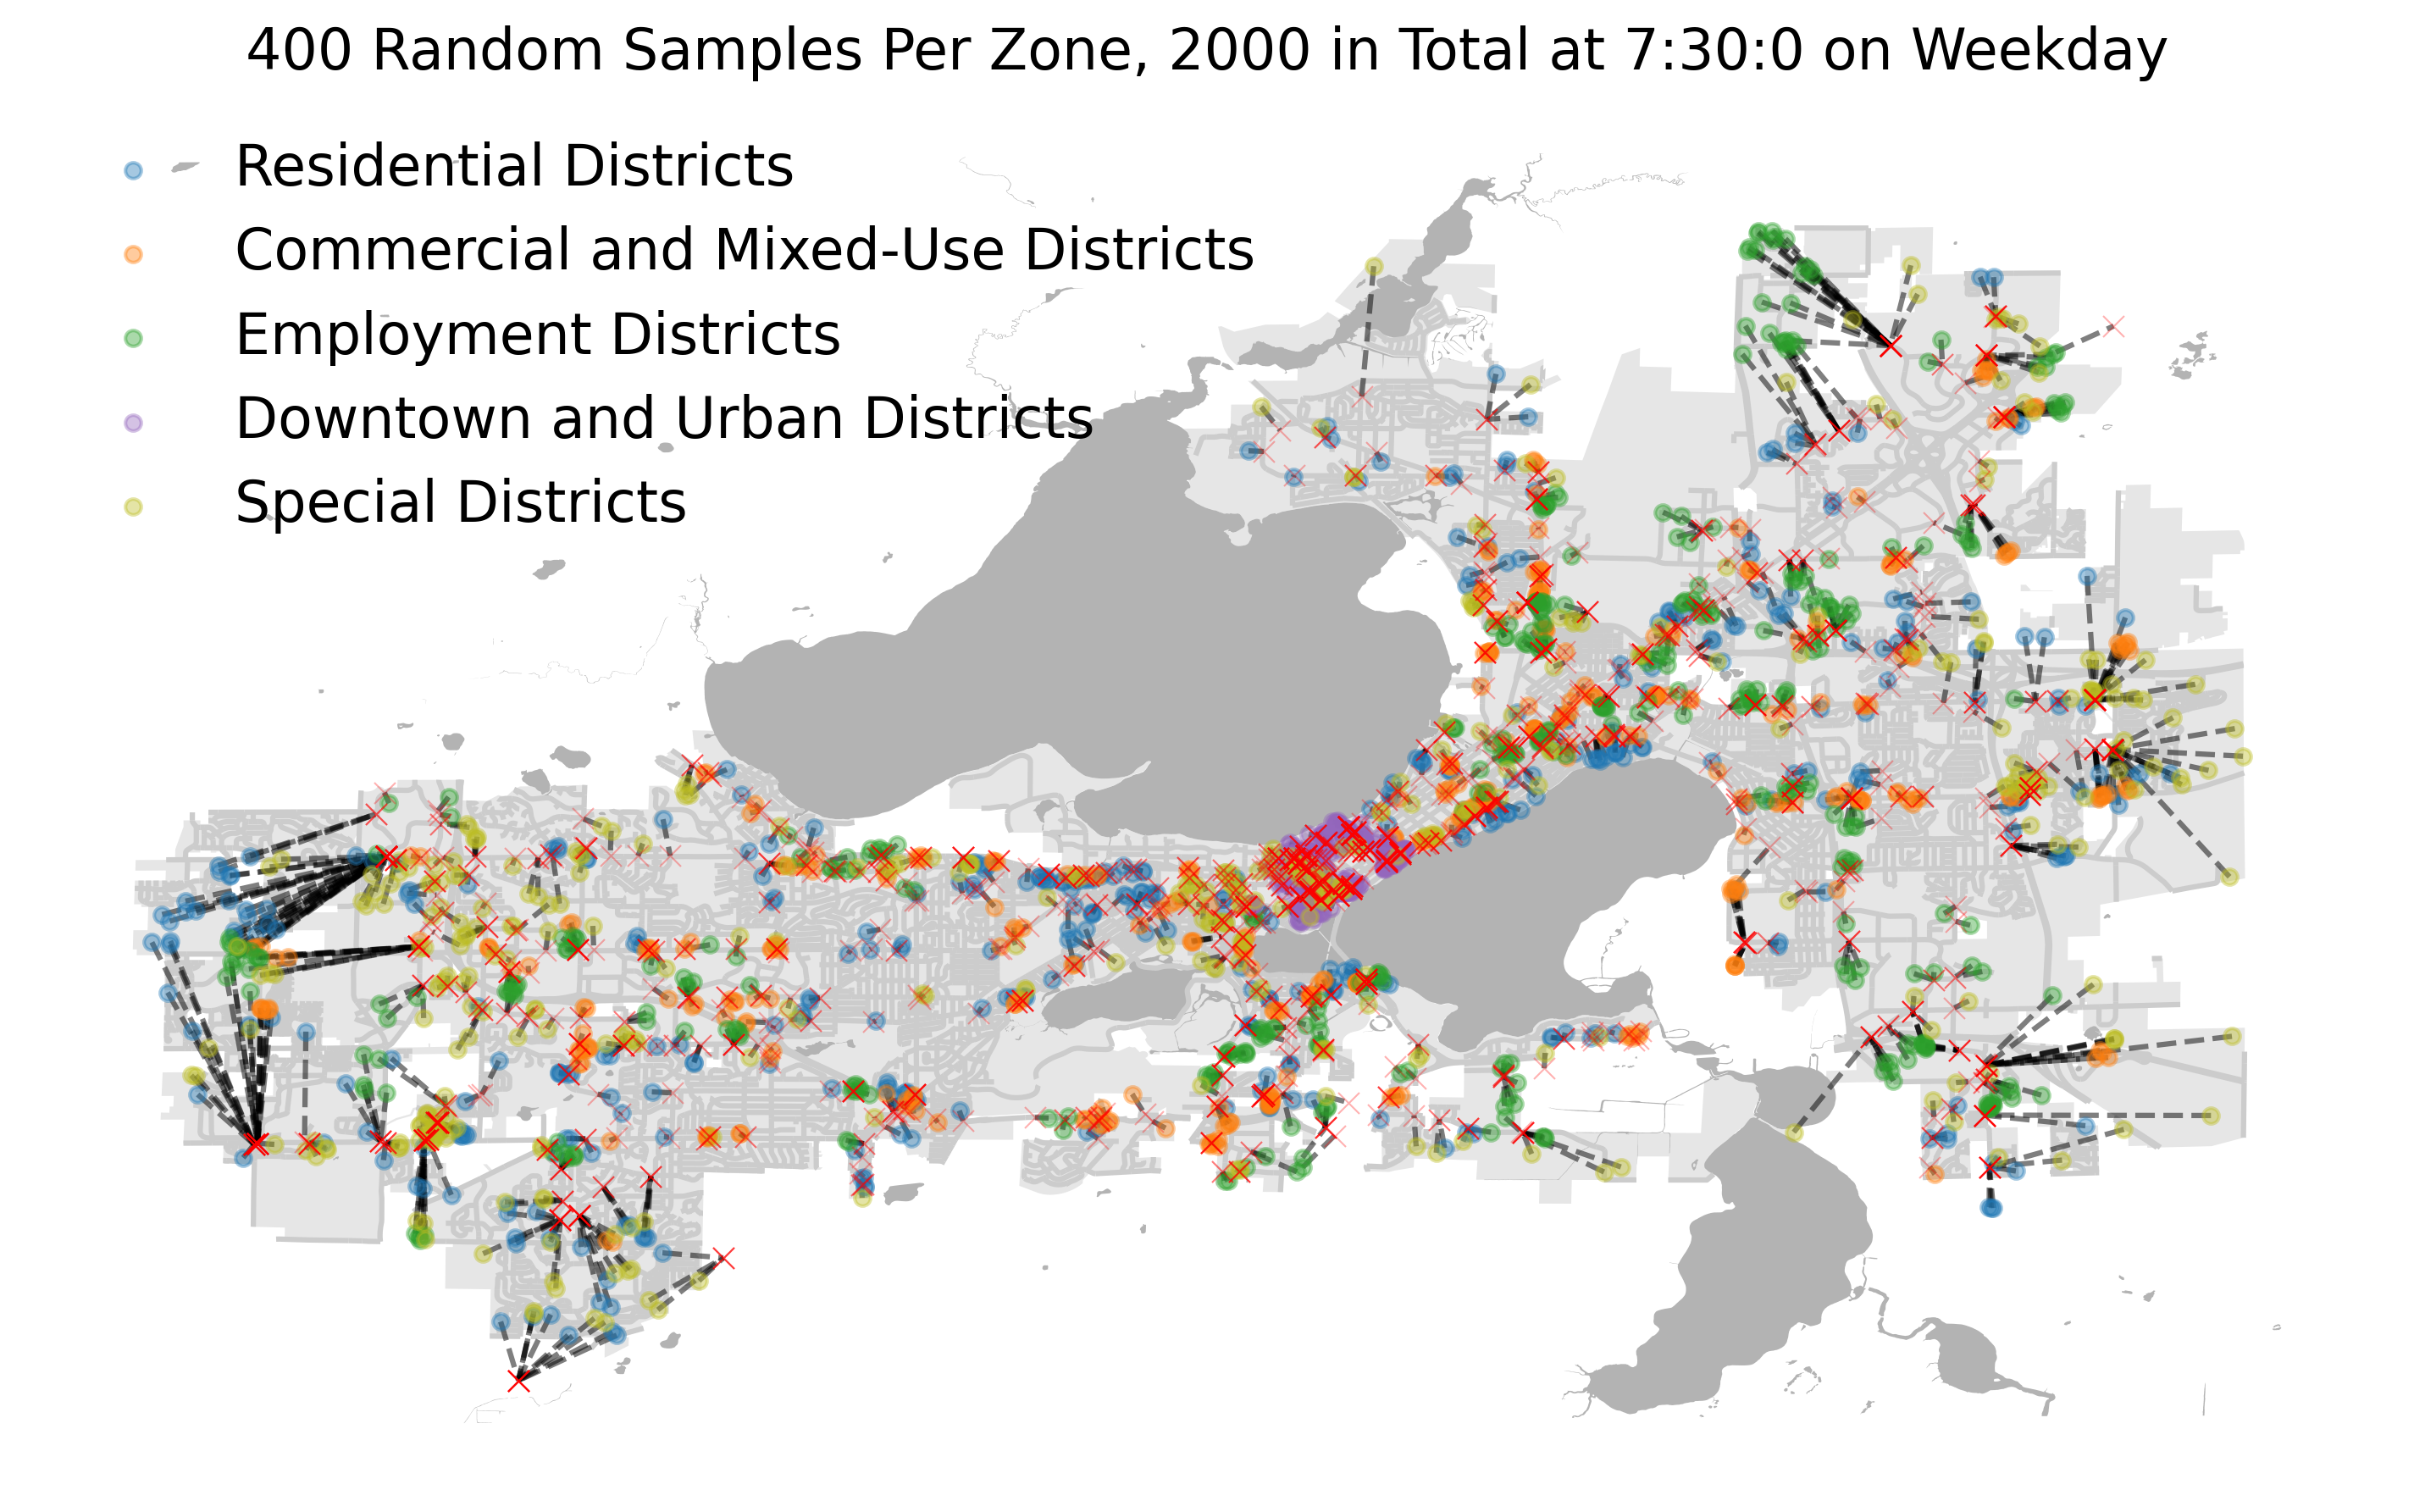 400 Random Samples Per Zone, 2000 in Total at 7:30:0 on Weekday
Residential Districts
Commercial and Mixed-Use Districts
Employment Districts
Downtown and Urban Districts
Special Districts